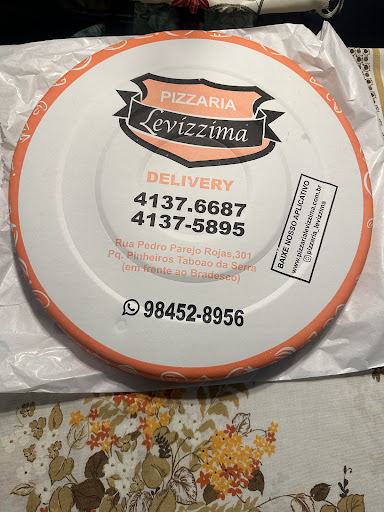 PIZZARIA
Levizzima
DELIVERY
4137.6687
4137-5895
Rua Pedro Parejo Rojas,301
Pq. Pinheiros Taboao da Serra
(em frente ao Bradesco)
98452-8956
BAIXE NOSSO APLICATIVO
www.pizzarialevizzima.com.br
@pizzaria_levizzima